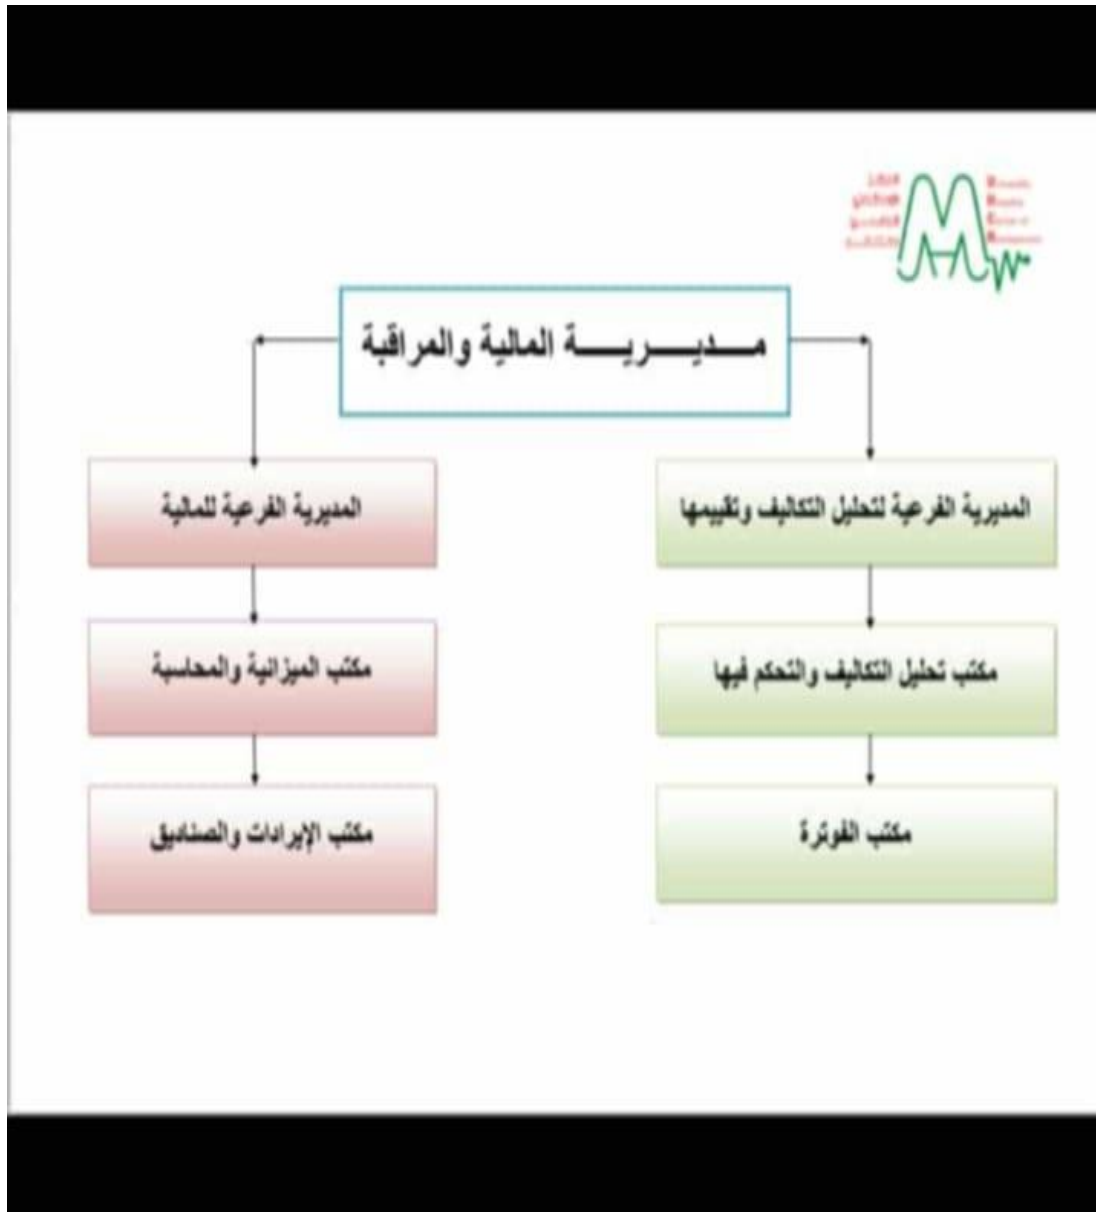 مـــديـــــريـــــة المالية والمراقبة
المديرية الفرعية لتحليل التكاليف وتقييمها
مكتب تحليل التكاليف والتحكم فيها
مكتب الفوترة
المديرية الفرعية للمالية
مكتب الميزانية والمحاسبة
مكتب الإيرادات والصناديق